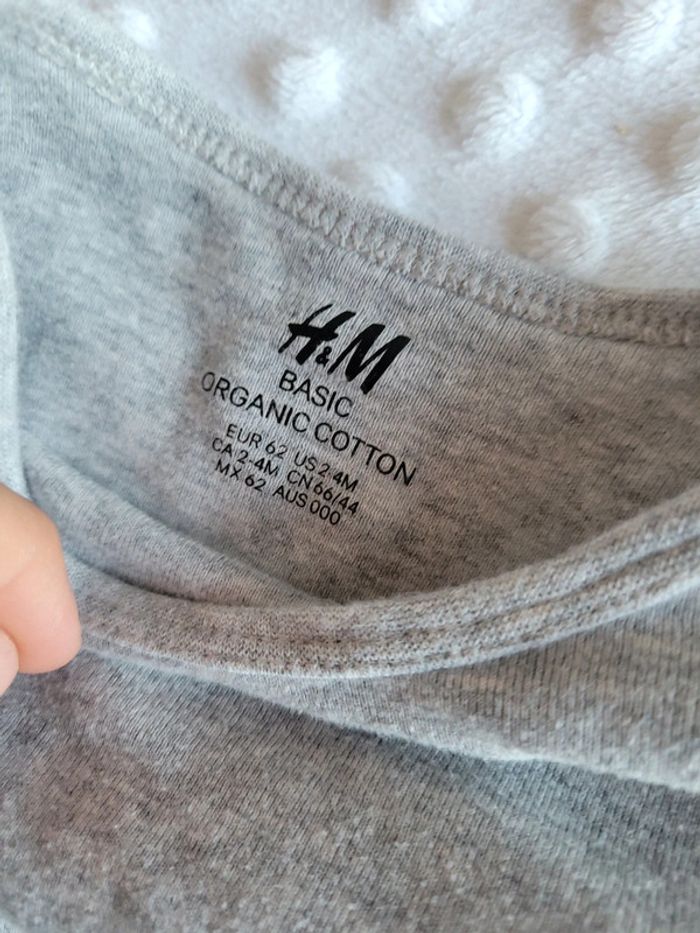 H&M
BASIC
ORGANIC COTTON
EUR 62 US 2-4M
CA 2-4M CN 66/44
MX 62 AUS 000